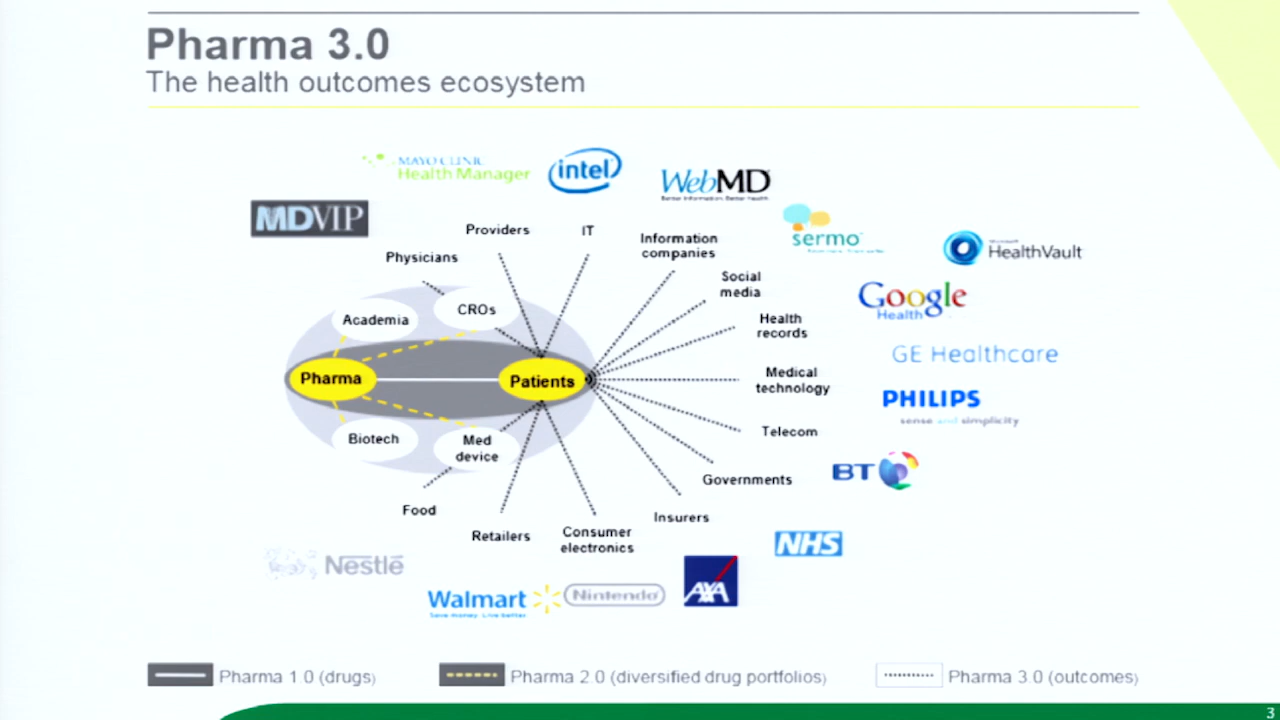 Pharma 3.0
The health outcomes ecosystem
MAYO CLINIC
Health Manager
intel
WebMD
Better information. Better health.
MDVIP
sermo
Providers
IT
Information
companies
HealthVault
Physicians
Social
media
Google
Health
Academia
CROs
Health
records
GE Healthcare
Pharma
Patients
Medical
technology
PHILIPS
sense and simplicity
Biotech
Med
device
Telecom
BT
Governments
Food
Insurers
Retailers
Consumer
electronics
NHS
Nestlé
Walmart
Save money. Live better.
Nintendo
AXA
Pharma 1.0 (drugs)
Pharma 2.0 (diversified drug portfolios)
Pharma 3.0 (outcomes)
3